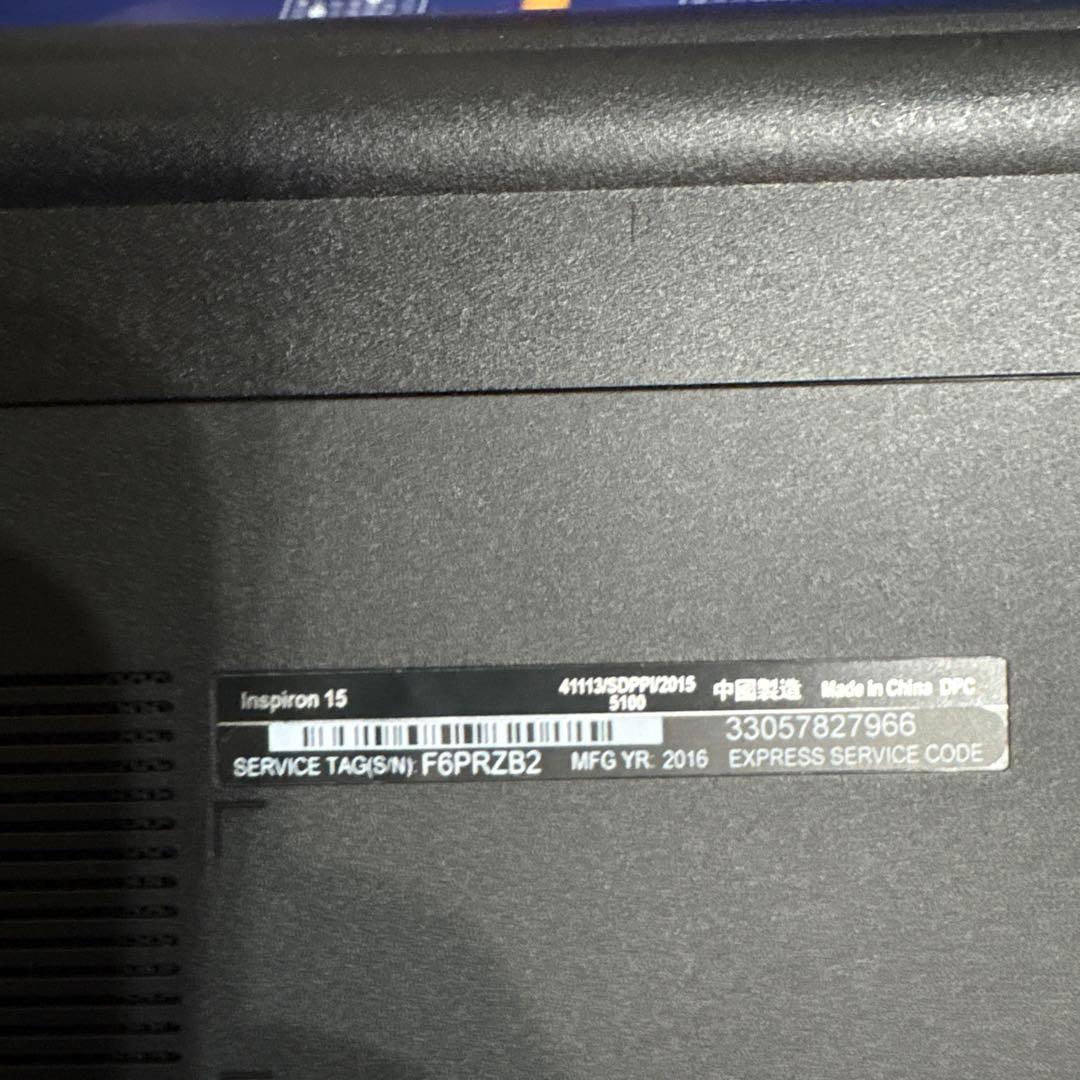 Inspiron 15
41113/SDPPI/2015
5100
中國製造 Made in China DPC
33057827966
SERVICE TAG(S/N): F6PRZB2 MFG YR: 2016 EXPRESS SERVICE CODE